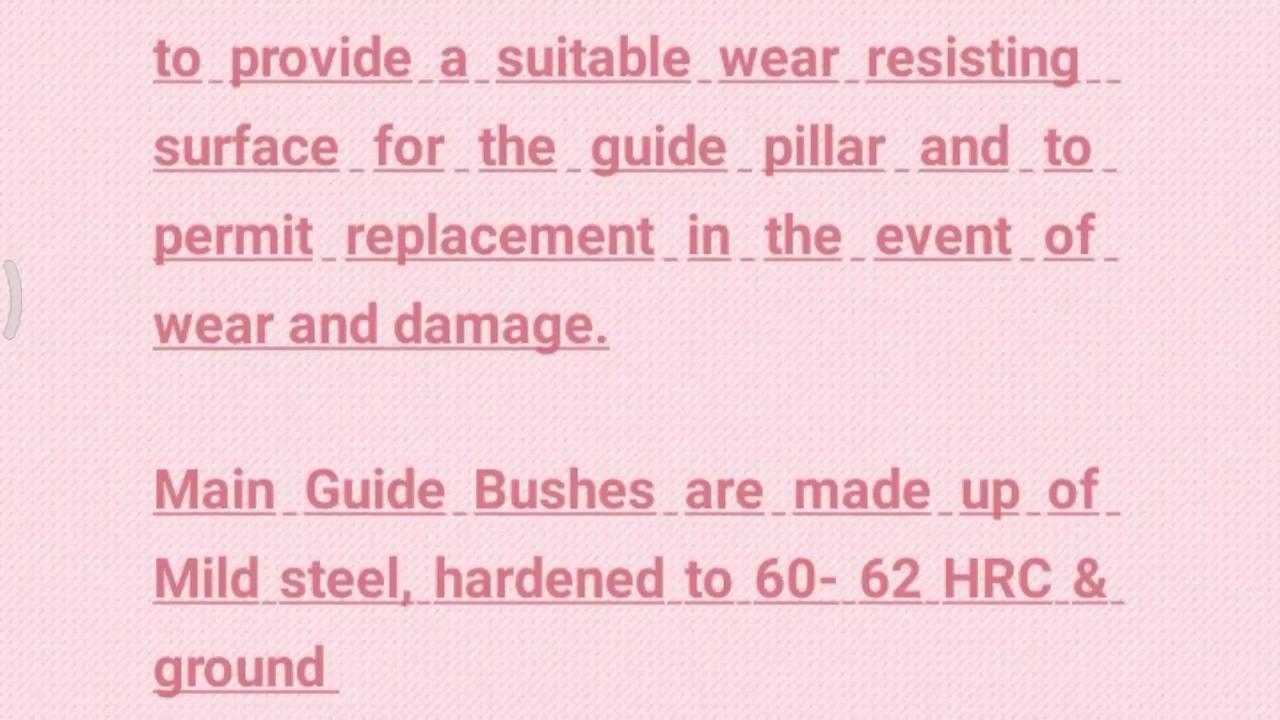 to provide a suitable wear resisting
surface for the guide pillar and to
permit replacement in the event of
wear and damage.
Main Guide Bushes are made up of
Mild steel, hardened to 60- 62 HRC &
ground